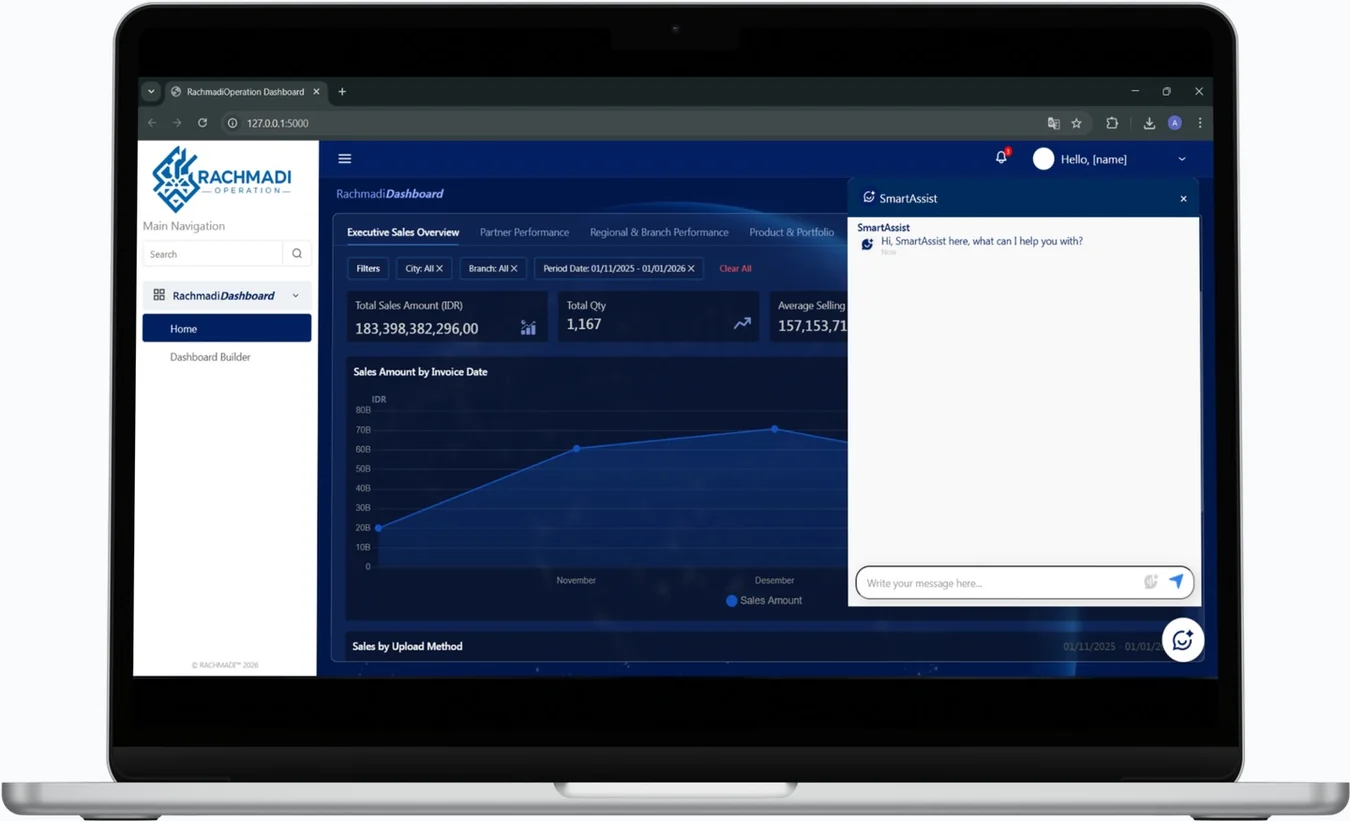 RachmadiOperation Dashboard
127.0.0.1:5000
A
RACHMADI
OPERATION
Main Navigation
Search
RachmadiDashboard
Home
Dashboard Builder
© RACHMADI™ 2026
Hello, [name]
RachmadiDashboard
Executive Sales Overview
Partner Performance
Regional & Branch Performance
Product & Portfolio
Filters
City: All
Branch: All
Period Date: 01/11/2025 - 01/01/2026
Clear All
Total Sales Amount (IDR)
183,398,382,296,00
Total Qty
1,167
Average Selling
157,153,71
Sales Amount by Invoice Date
IDR
80B
70B
60B
50B
40B
30B
20B
10B
0
November
Desember
Sales Amount
Sales by Upload Method
01/11/2025 - 01/01/2
SmartAssist
SmartAssist
Hi, SmartAssist here, what can I help you with?
Now
Write your message here...